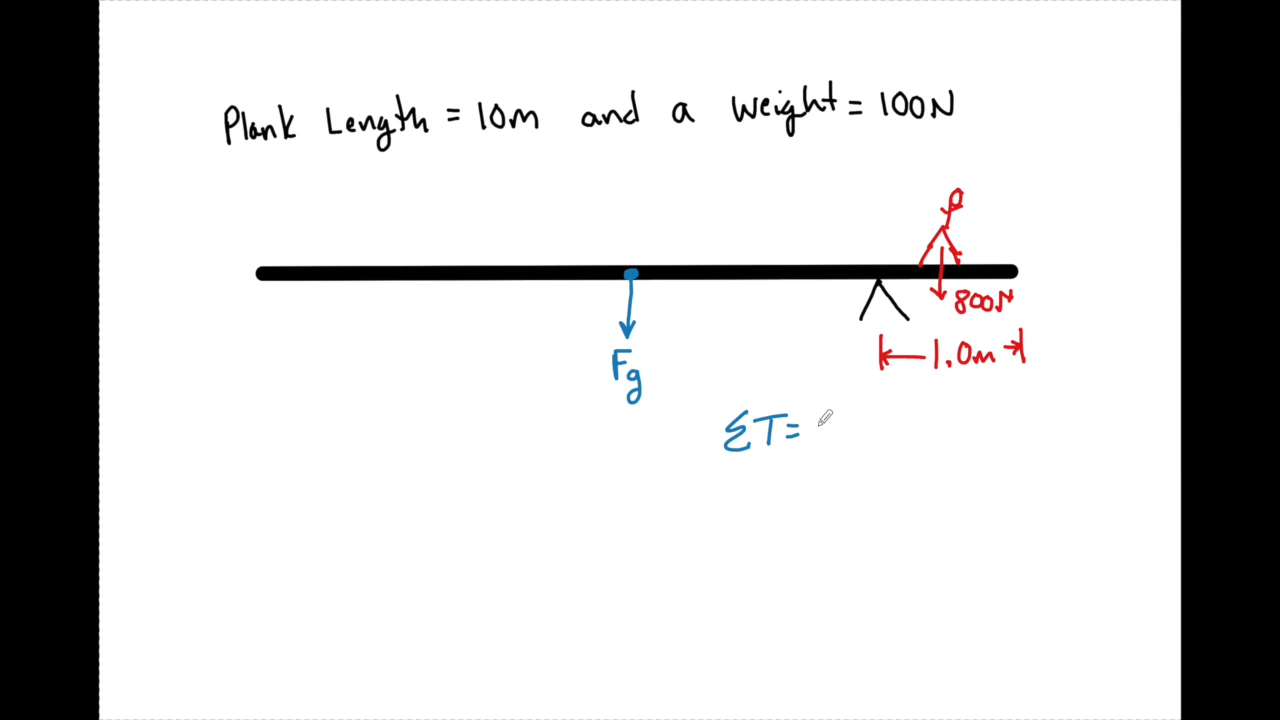 Plank Length = 10m and a weight = 100N
800N
1.0m
Fg
ΣT=